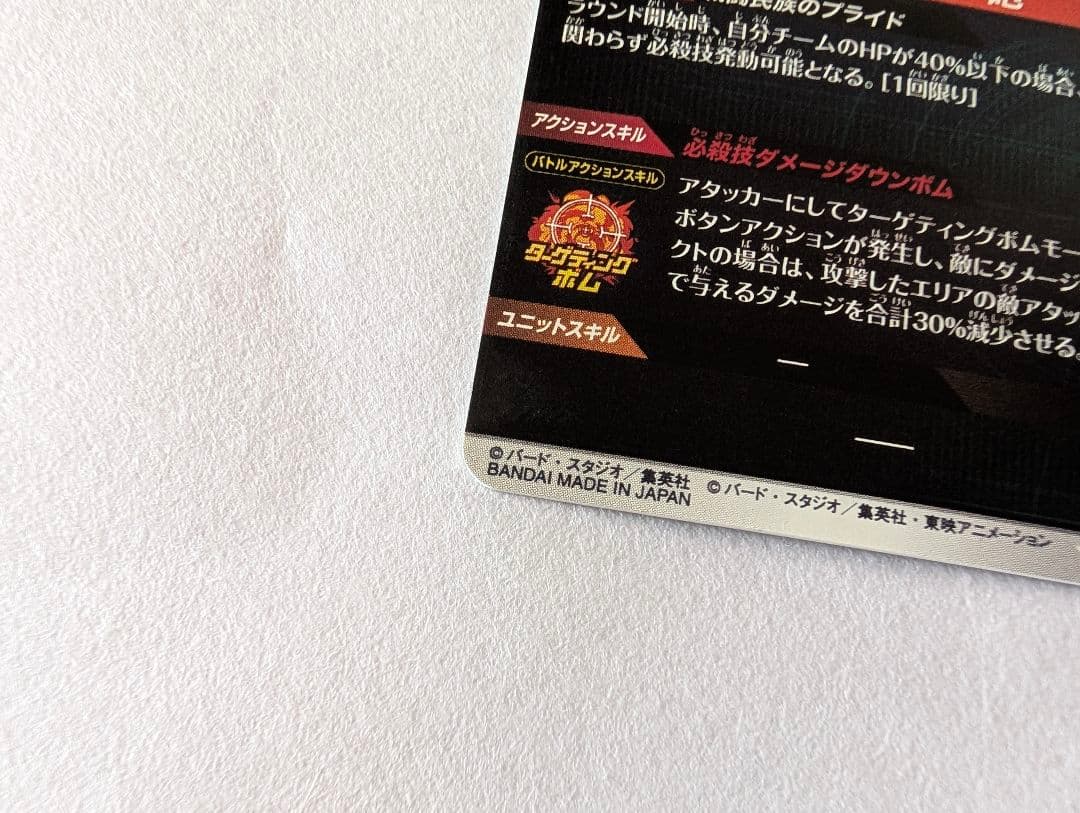 民族のプライド
ラウンド開始時、自分チームのHPが40%以下の場合、
関わらず必殺技発動可能となる。[1回限り]
アクションスキル
必殺技ダメージダウンボム
バトルアクションスキル
ターゲティング
ボム
アタッカーにしてターゲティングボムモー
ボタンアクションが発生し、敵にダメージ
クトの場合は、攻撃したエリアの敵アタッ
で与えるダメージを合計30%減少させる。
ユニットスキル
—
—
©バード・スタジオ／集英社
BANDAI MADE IN JAPAN
©バード・スタジオ／集英社・東映アニメーション